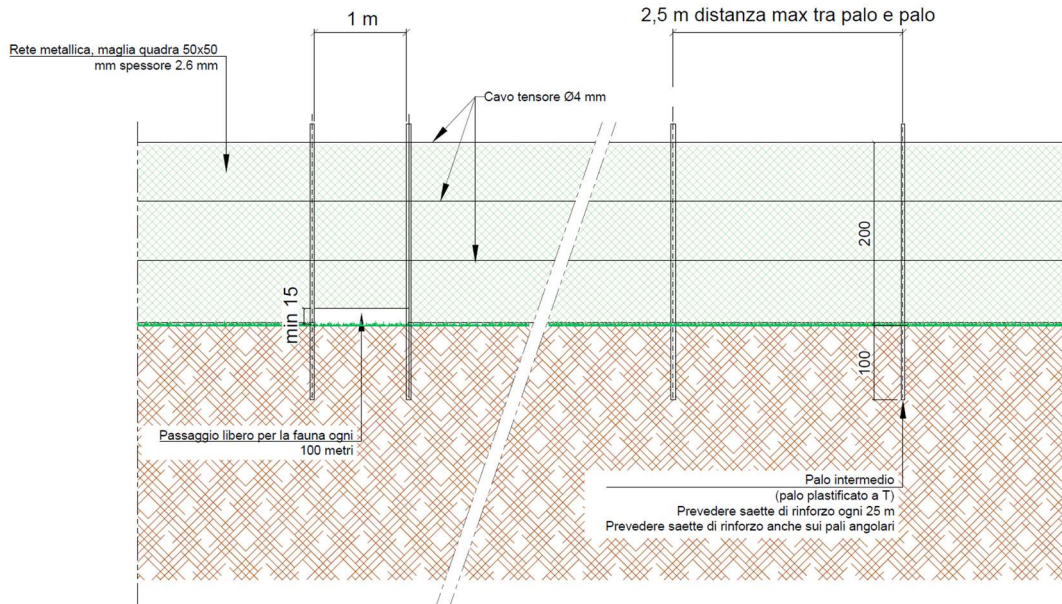 1 m
2,5 m distanza max tra palo e palo
Rete metallica, maglia quadra 50x50
mm spessore 2.6 mm
Cavo tensore Ø4 mm
200
min 15
100
Passaggio libero per la fauna ogni
100 metri
Palo intermedio
(palo plastificato a T)
Prevedere saette di rinforzo ogni 25 m
Prevedere saette di rinforzo anche sui pali angolari